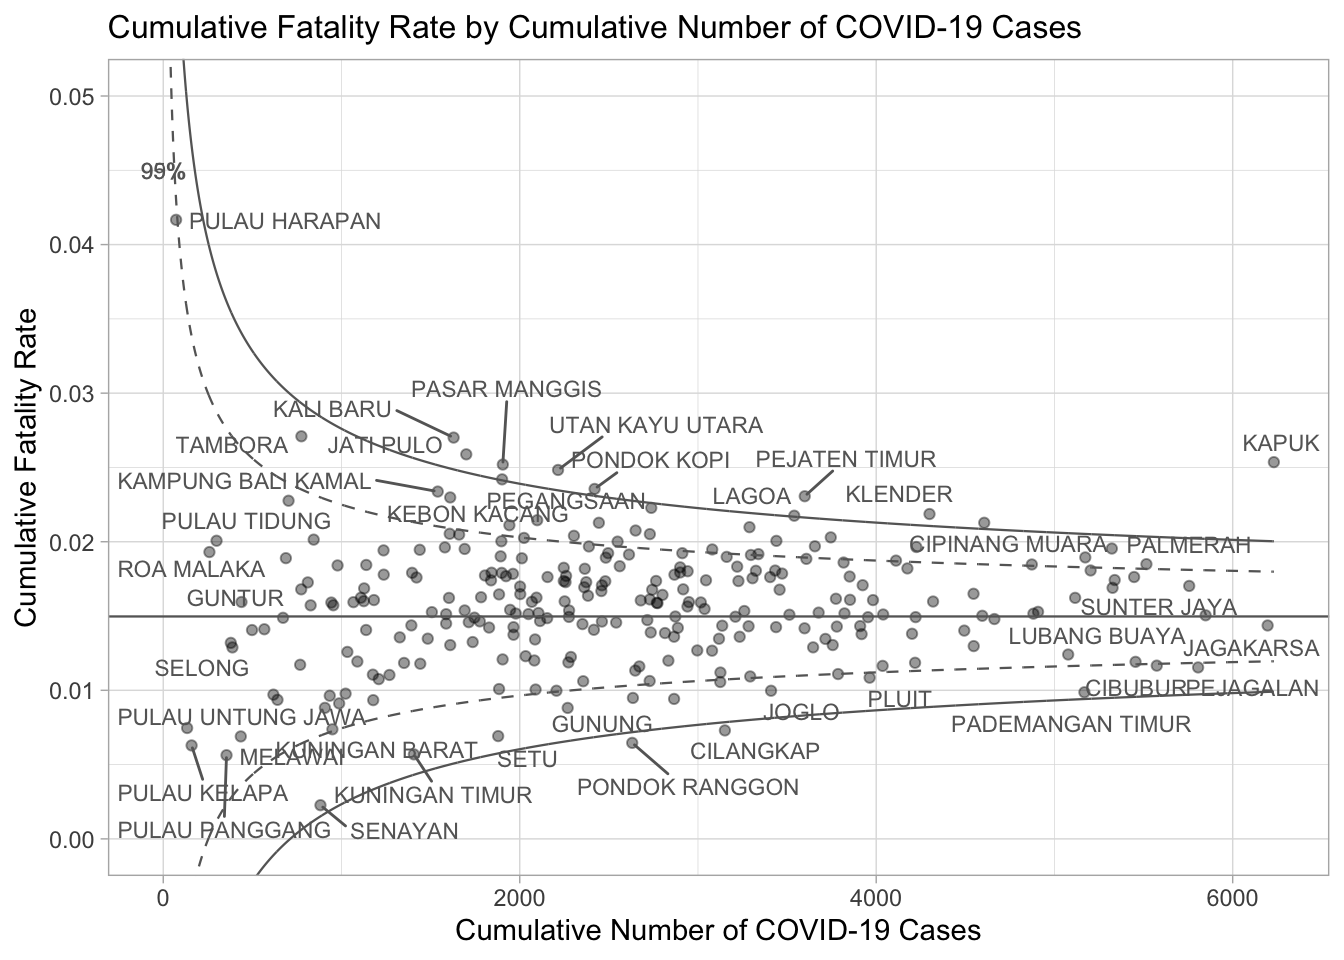 Cumulative Fatality Rate by Cumulative Number of COVID-19 Cases
0.05
99%
95%
PULAU HARAPAN
0.04
Cumulative Fatality Rate
0.03
PASAR MANGGIS
KALI BARU
UTAN KAYU UTARA
TAMBORA
JATI PULO
KAPUK
PONDOK KOPI
PEJATEN TIMUR
KAMPUNG BALI KAMAL
PEGANGSAAN
LAGOA
KLENDER
KEBON KACANG
PULAU TIDUNG
0.02
CIPINANG MUARA
PALMERAH
ROA MALAKA
GUNTUR
SUNTER JAYA
LUBANG BUAYA
JAGAKARSA
SELONG
0.01
CIBUBUR
PEJAGALAN
PLUIT
JOGLO
PULAU UNTUNG JAWA
GUNUNG
PADEMANGAN TIMUR
KUNINGAN BARAT
MELAWAI
SETU
CILANGKAP
PONDOK RANGGON
PULAU KELAPA
KUNINGAN TIMUR
PULAU PANGGANG
SENAYAN
0.00
0
2000
4000
6000
Cumulative Number of COVID-19 Cases